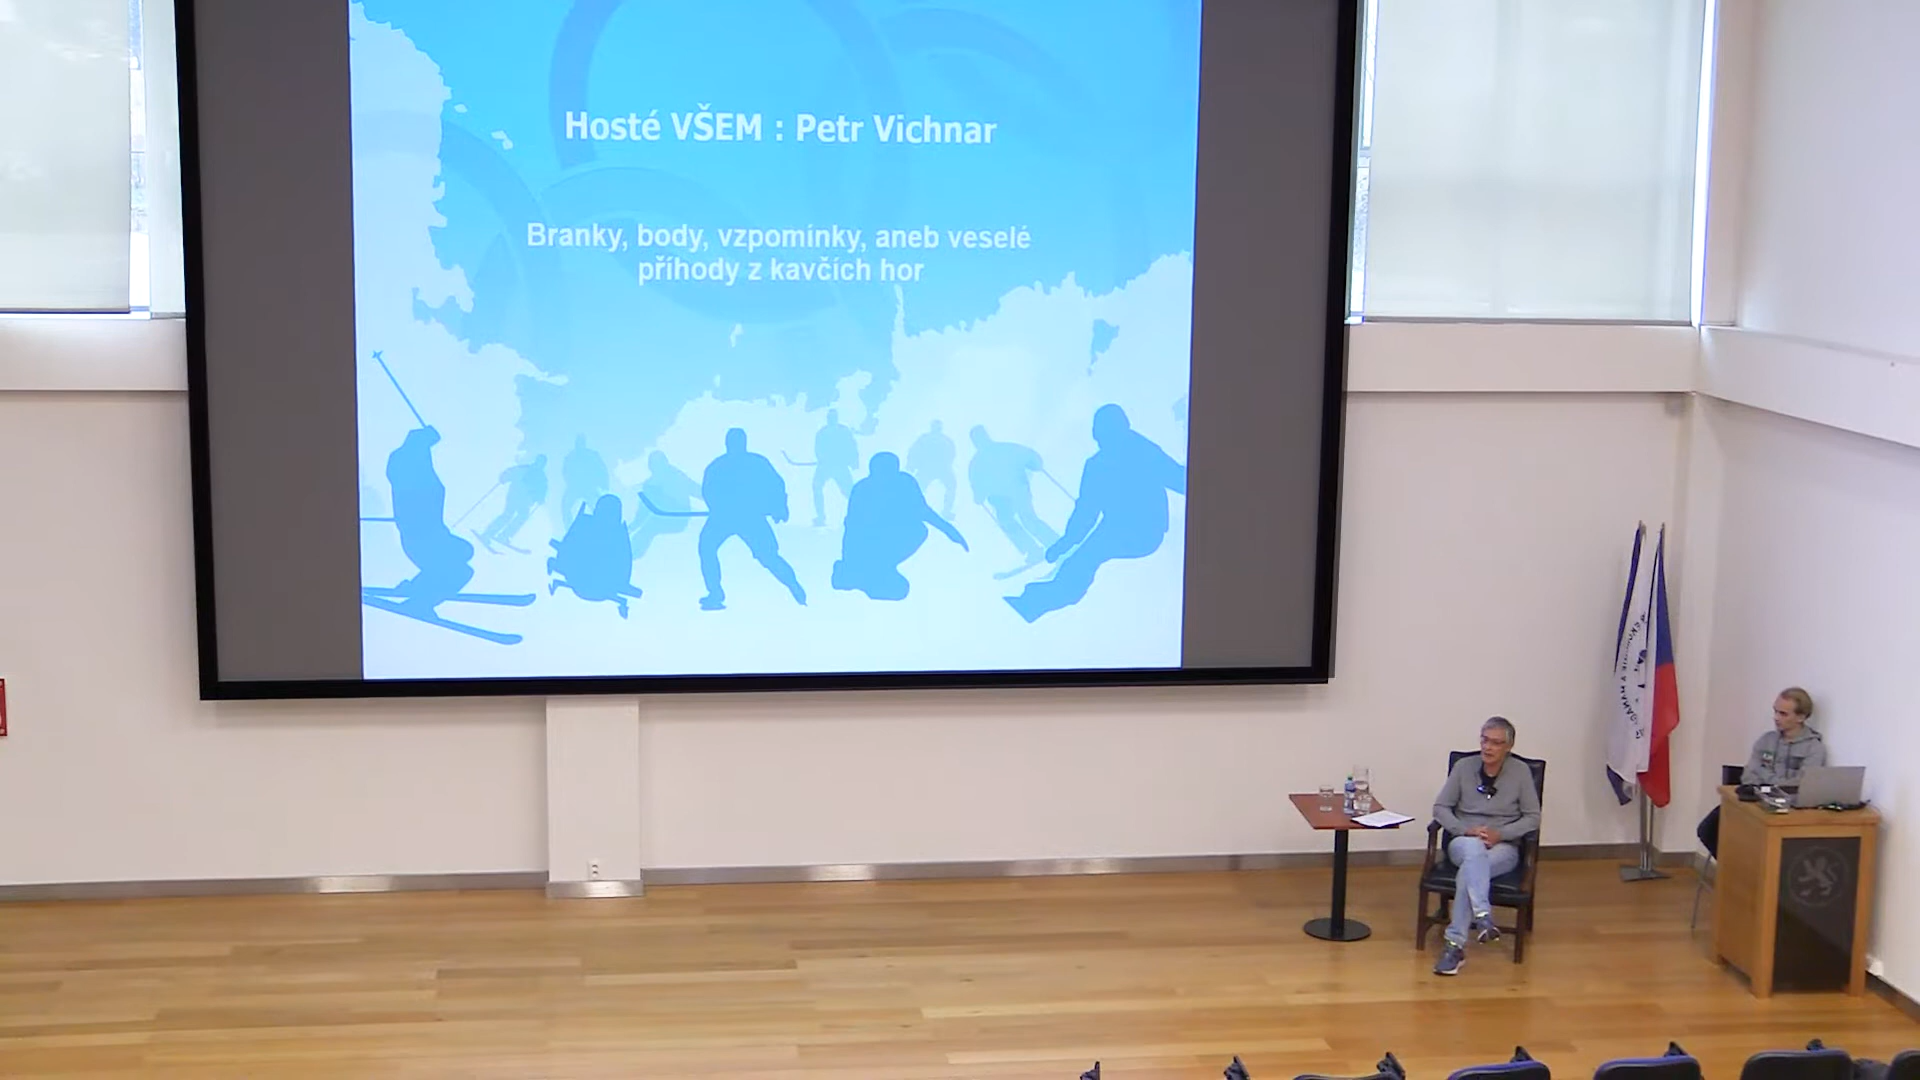 Hosté VŠEM : Petr Vichnar
Branky, body, vzpomínky, aneb veselé
příhody z kavčích hor